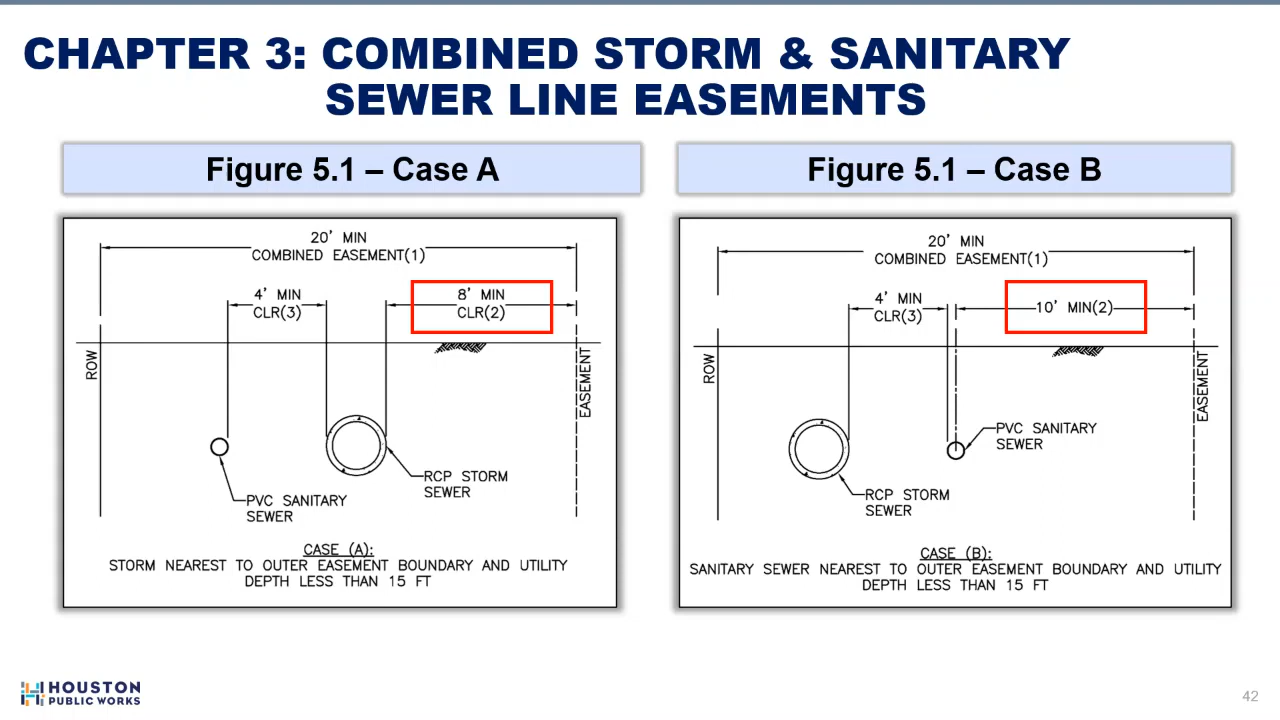 CHAPTER 3: COMBINED STORM & SANITARY
SEWER LINE EASEMENTS
Figure 5.1 – Case A
20' MIN
COMBINED EASEMENT(1)
4' MIN
CLR(3)
8' MIN
CLR(2)
ROW
EASEMENT
RCP STORM
SEWER
PVC SANITARY
SEWER
CASE (A):
STORM NEAREST TO OUTER EASEMENT BOUNDARY AND UTILITY
DEPTH LESS THAN 15 FT
Figure 5.1 – Case B
20' MIN
COMBINED EASEMENT(1)
4' MIN
CLR(3)
10' MIN(2)
ROW
EASEMENT
PVC SANITARY
SEWER
RCP STORM
SEWER
CASE (B):
SANITARY SEWER NEAREST TO OUTER EASEMENT BOUNDARY AND UTILITY
DEPTH LESS THAN 15 FT
HOUSTON
PUBLIC WORKS
42